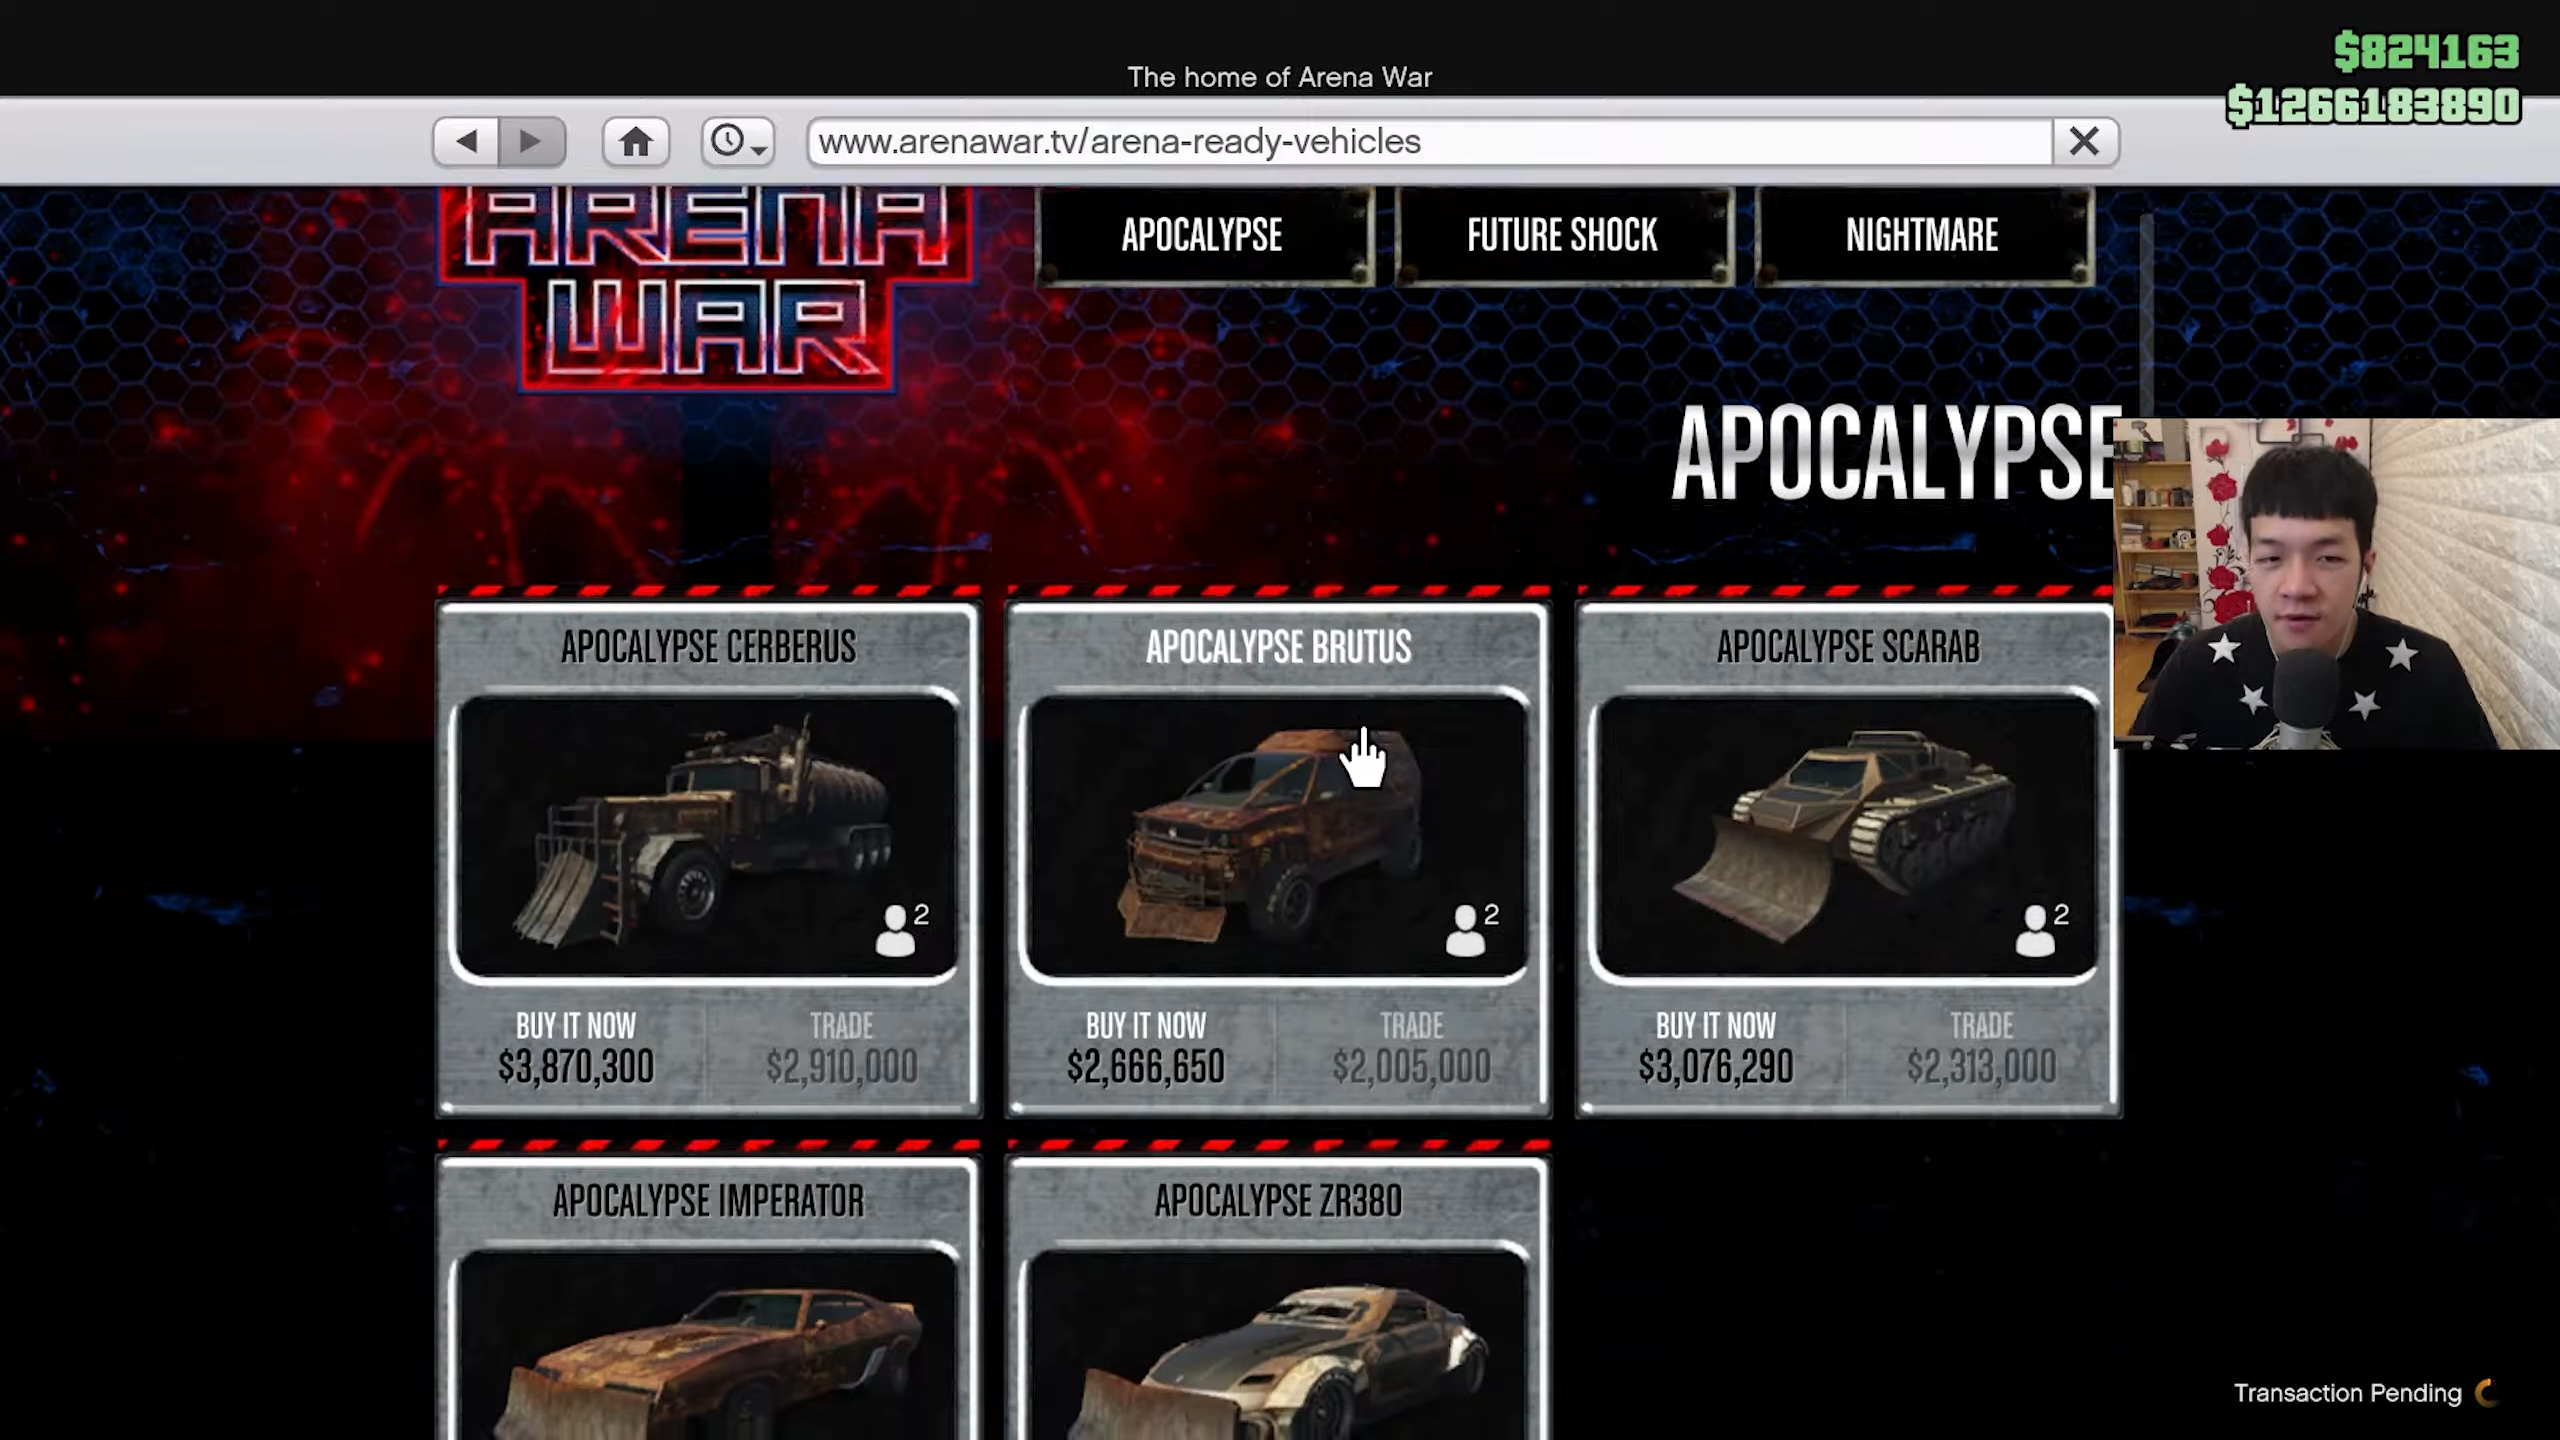 $824163
The home of Arena War
$1266183890
www.arenawar.tv/arena-ready-vehicles
ARENA
WAR
APOCALYPSE
FUTURE SHOCK
NIGHTMARE
APOCALYPSE
APOCALYPSE CERBERUS
APOCALYPSE BRUTUS
APOCALYPSE SCARAB
2
2
2
BUY IT NOW
TRADE
BUY IT NOW
TRADE
BUY IT NOW
TRADE
$3,870,300
$2,910,000
$2,666,650
$2,005,000
$3,076,290
$2,313,000
APOCALYPSE IMPERATOR
APOCALYPSE ZR380
Transaction Pending